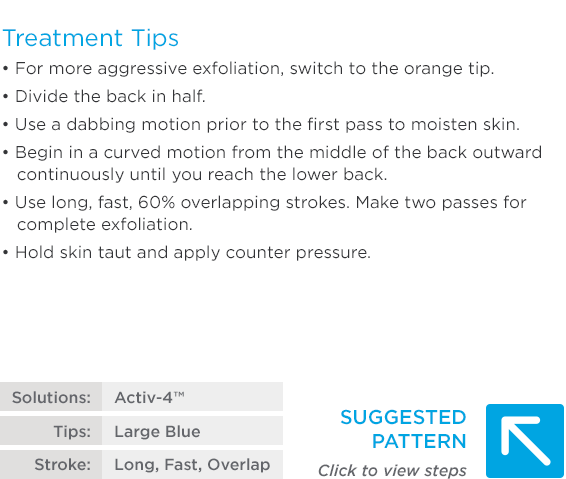 Treatment Tips
• For more aggressive exfoliation, switch to the orange tip.
• Divide the back in half.
• Use a dabbing motion prior to the first pass to moisten skin.
• Begin in a curved motion from the middle of the back outward
continuously until you reach the lower back.
• Use long, fast, 60% overlapping strokes. Make two passes for
complete exfoliation.
• Hold skin taut and apply counter pressure.
Solutions: Activ-4™
Tips: Large Blue
Stroke: Long, Fast, Overlap
SUGGESTED
PATTERN
Click to view steps